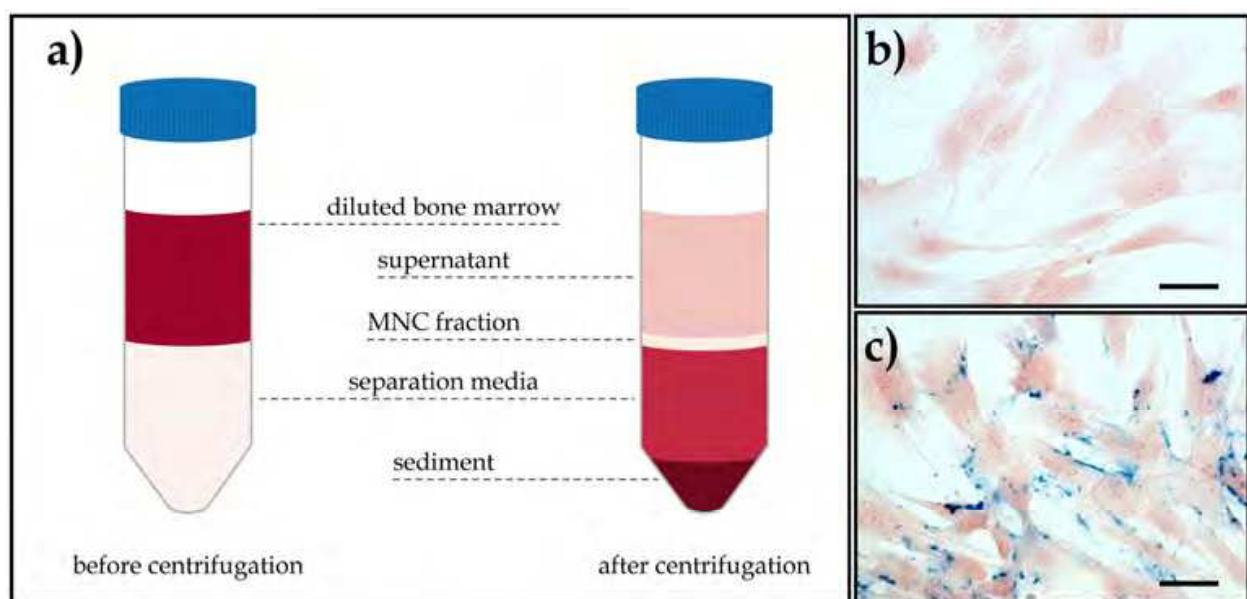 a)
diluted bone marrow
supernatant
MNC fraction
separation media
sediment
before centrifugation
after centrifugation
b)
c)